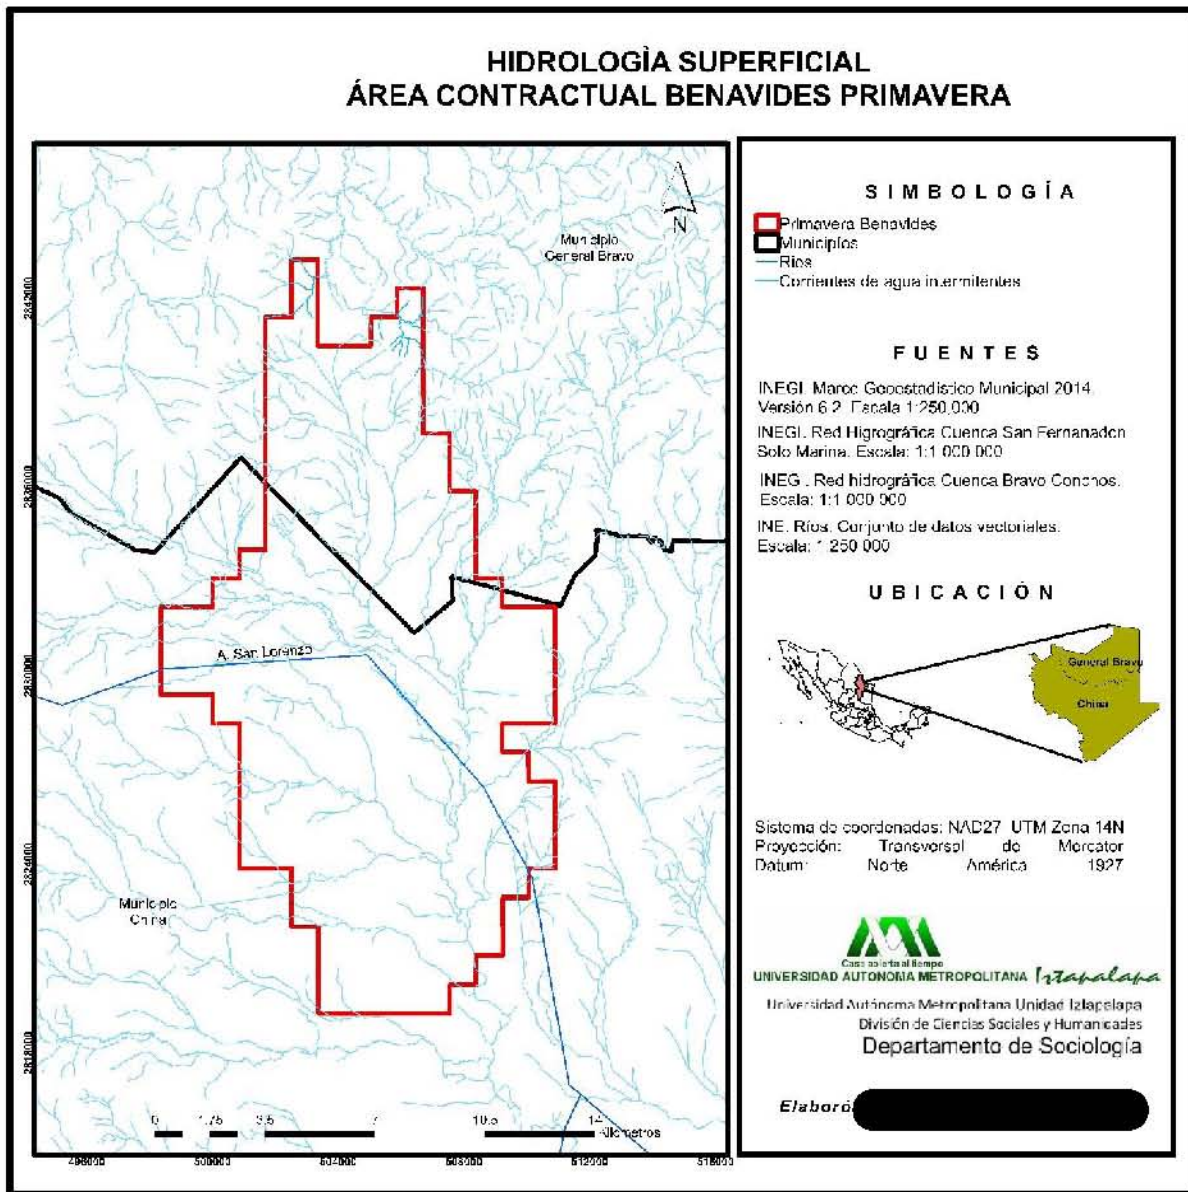 HIDROLOGÌA SUPERFICIAL
ÁREA CONTRACTUAL BENAVIDES PRIMAVERA
Municipio
General Bravo
N
A. San Lorenzo
Municipio
China
2842000
2836000
2830000
2824000
2818000
0 1.75 3.5 7 10.5 14
Kilometros
496000 500000 504000 508000 512000 516000
SIMBOLOGÍA
Primavera Benavides
Municipios
Ríos
Corrientes de agua intermitentes
FUENTES
INEGI. Marco Geoestadístico Municipal 2014.
Versión 6.2. Escala 1:250,000
INEGI. Red Higrográfica Cuenca San Fernanadon
Soto Marina. Escala: 1:1 000 000
INEGI. Red hidrográfica Cuenca Bravo Conchos.
Escala: 1:1 000 000
INE. Ríos. Conjunto de datos vectoriales.
Escala: 1:250 000
UBICACIÓN
General Bravo
China
Sistema de coordenadas: NAD27 UTM Zona 14N
Proyección: Transversal de Mercator
Datum: Norte América 1927
Casa abierta al tiempo
UNIVERSIDAD AUTONOMA METROPOLITANA Iztapalapa
Universidad Autónoma Metropolitana Unidad Iztapalapa
División de Ciencias Sociales y Humanidades
Departamento de Sociología
Elaboró: